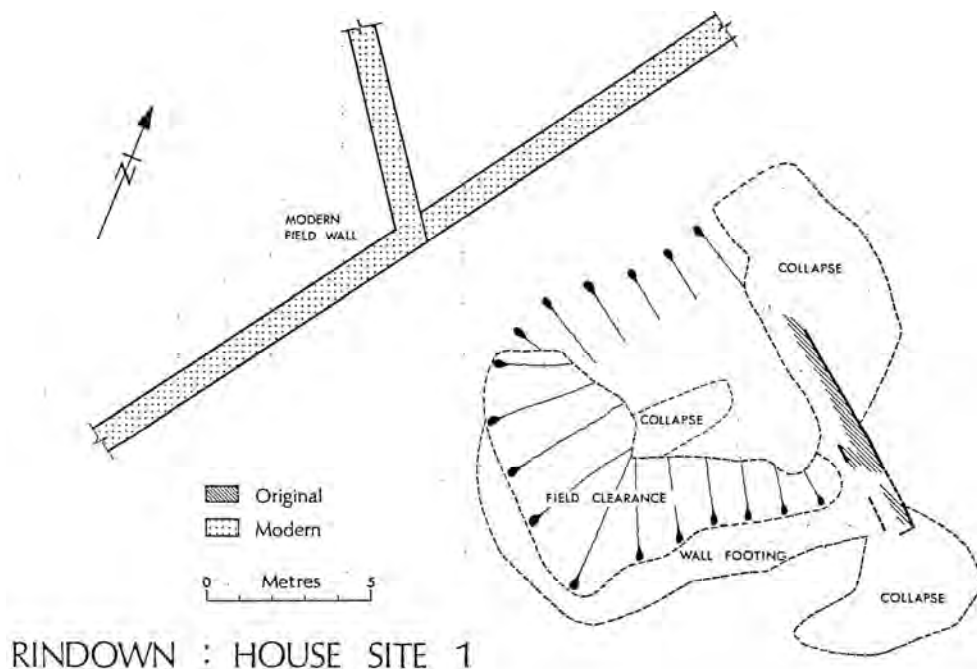 MODERN
FIELD WALL
N
COLLAPSE
COLLAPSE
FIELD CLEARANCE
WALL FOOTING
COLLAPSE
Original
Modern
0 Metres 5
RINDOWN : HOUSE SITE 1